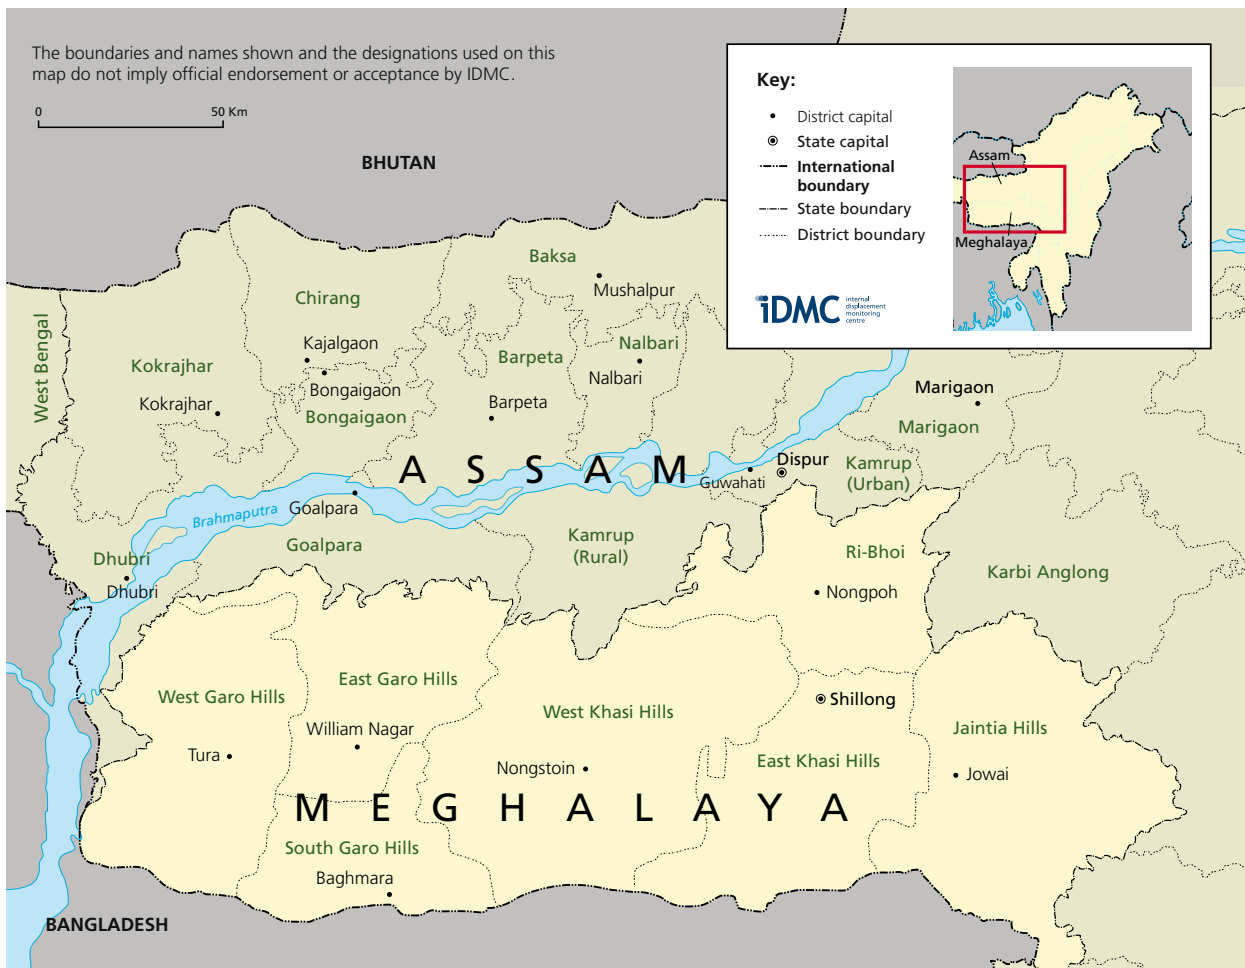 The boundaries and names shown and the designations used on this
map do not imply official endorsement or acceptance by IDMC.
0 50 Km
BHUTAN
Key:
District capital
State capital
International
boundary
State boundary
District boundary
iDMC
internal
displacement
monitoring
centre
Assam
Meghalaya
Baksa
Mushalpur
Chirang
Kajalgaon
Nalbari
Barpeta
Kokrajhar
West Bengal
Nalbari
Bongaigaon
Marigaon
Kokrajhar
Barpeta
Bongaigaon
Marigaon
ASSAM
Dispur
Kamrup
(Urban)
Guwahati
Brahmaputra
Goalpara
Goalpara
Kamrup
(Rural)
Ri-Bhoi
Dhubri
Dhubri
Karbi Anglong
Nongpoh
East Garo Hills
West Garo Hills
Shillong
West Khasi Hills
William Nagar
Jaintia Hills
Tura
Nongstoin
East Khasi Hills
Jowai
MEGHALAYA
South Garo Hills
Baghmara
BANGLADESH